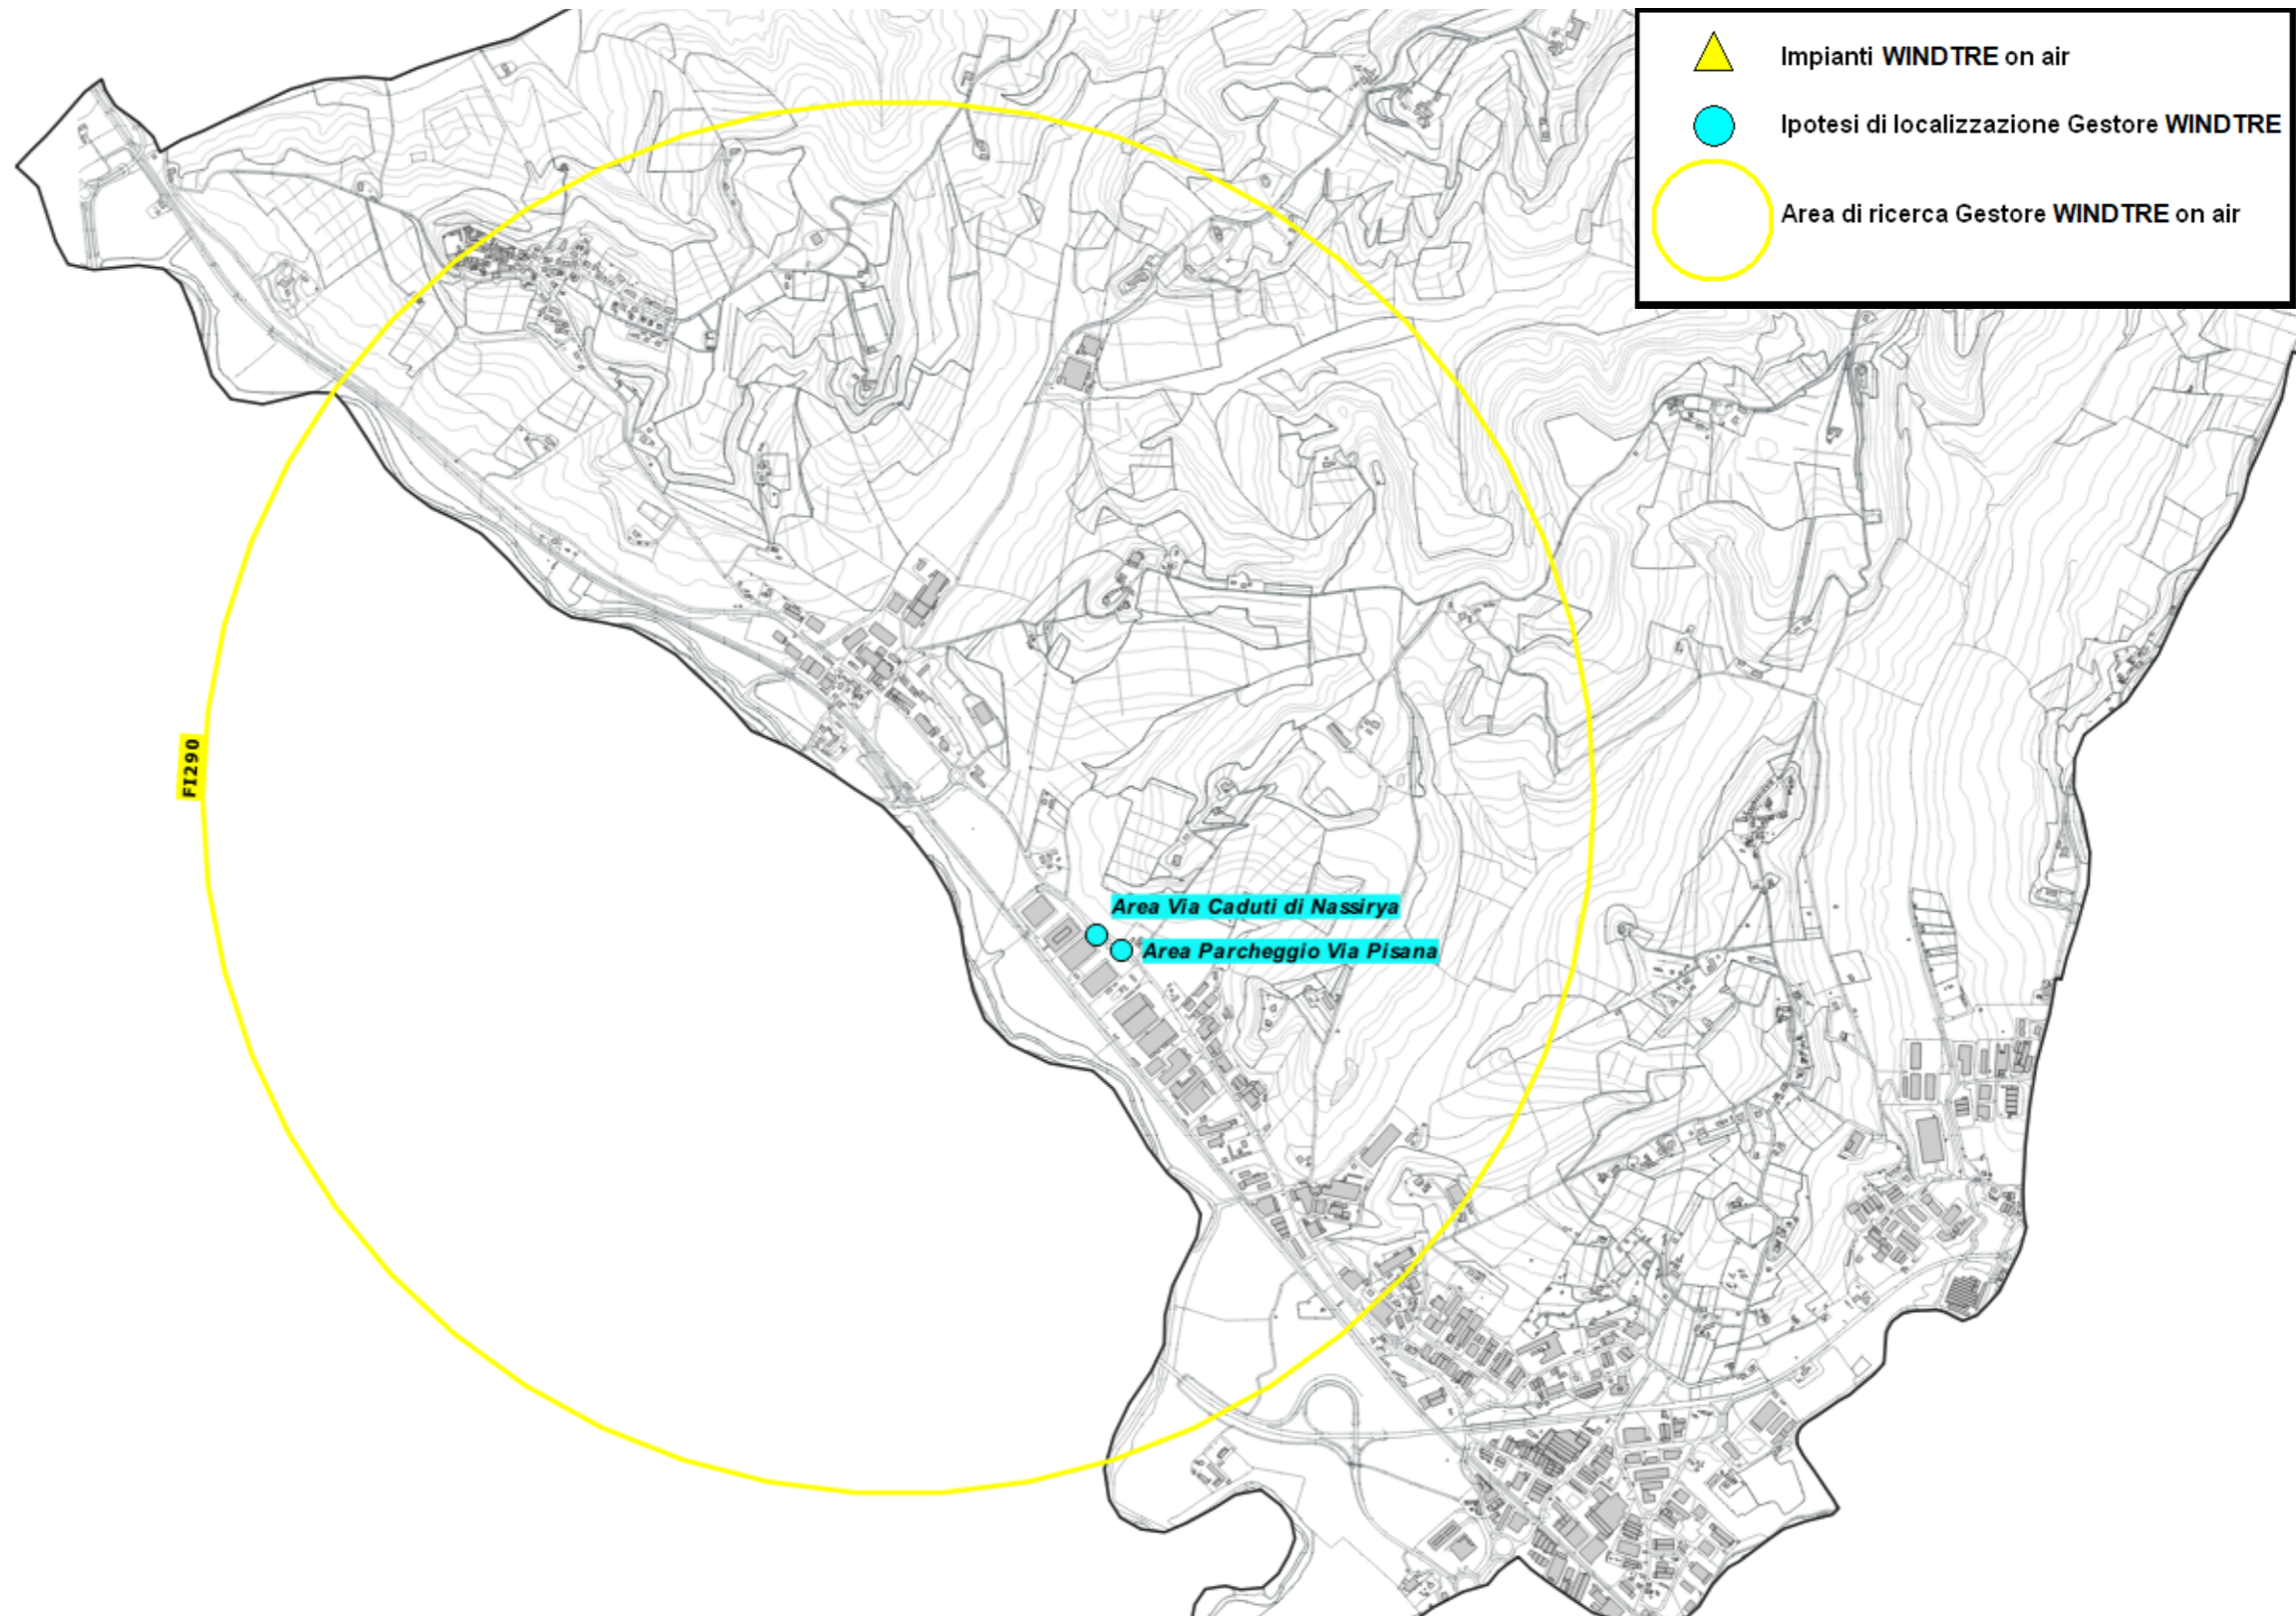 Impianti WINDTRE on air
Ipotesi di localizzazione Gestore WINDTRE
Area di ricerca Gestore WINDTRE on air
FI290
Area Via Caduti di Nassirya
Area Parcheggio Via Pisana